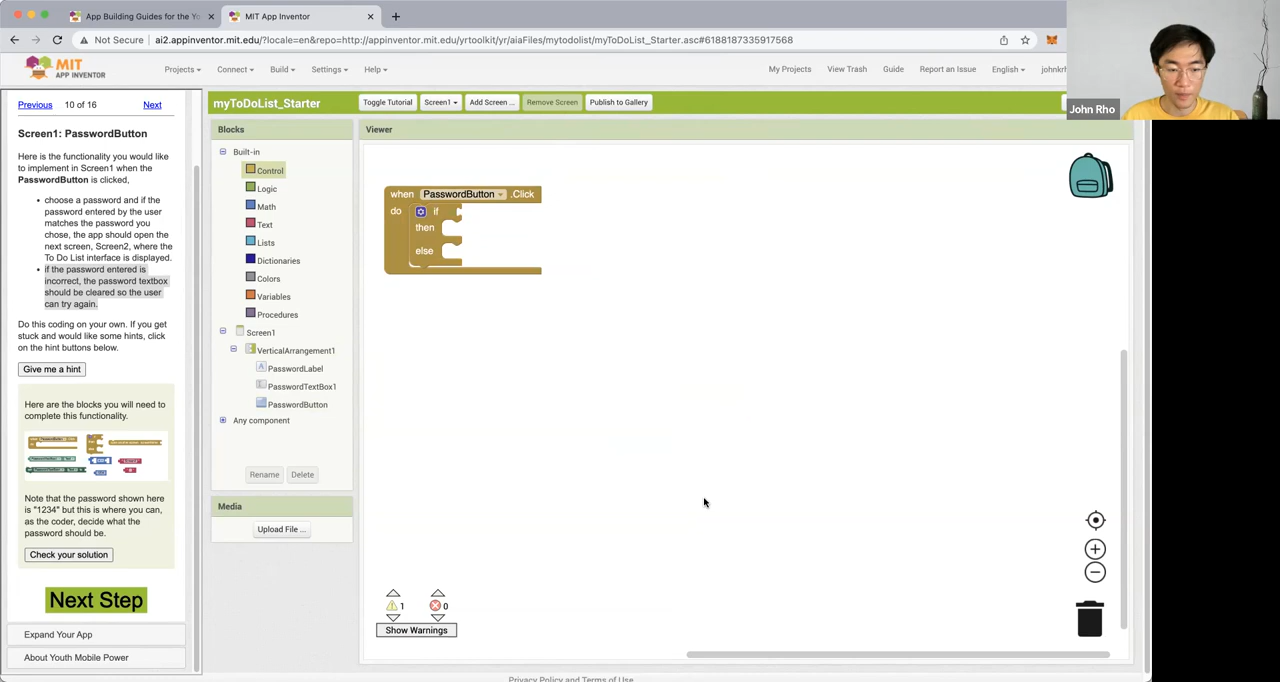 App Building Guides for the Yo
MIT App Inventor
Not Secure
ai2.appinventor.mit.edu/?locale=en&repo=http://appinventor.mit.edu/yrtoolkit/yr/aiaFiles/mytodolist/myToDoList_Starter.asc#6188187335917568
MIT
APP INVENTOR
Projects
Connect
Build
Settings
Help
My Projects
View Trash
Guide
Report an Issue
English
johnkrh
John Rho
Previous
10 of 16
Next
myToDoList_Starter
Toggle Tutorial
Screen1
Add Screen ...
Remove Screen
Publish to Gallery
Screen1: PasswordButton
Here is the functionality you would like
to implement in Screen1 when the
PasswordButton is clicked,
choose a password and if the
password entered by the user
matches the password you
chose, the app should open the
next screen, Screen2, where the
To Do List interface is displayed.
if the password entered is
incorrect, the password textbox
should be cleared so the user
can try again.
Do this coding on your own. If you get
stuck and would like some hints, click
on the hint buttons below.
Give me a hint
Here are the blocks you will need to
complete this functionality.
Note that the password shown here
is "1234" but this is where you can,
as the coder, decide what the
password should be.
Check your solution
Next Step
Expand Your App
About Youth Mobile Power
Blocks
Built-in
Control
Logic
Math
Text
Lists
Dictionaries
Colors
Variables
Procedures
Screen1
VerticalArrangement1
PasswordLabel
PasswordTextBox1
PasswordButton
Any component
Rename
Delete
Media
Upload File ...
Viewer
when PasswordButton .Click
do if
then
else
1
0
Show Warnings
Privacy Policy and Terms of Use